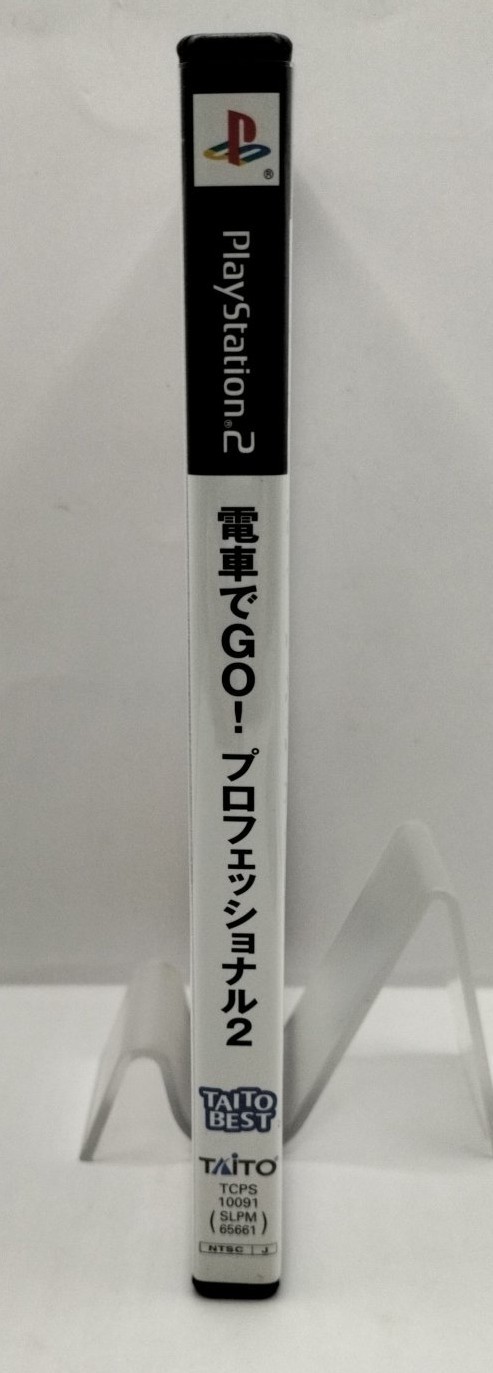 ®
PlayStation®2
電車でGO！ プロフェッショナル2
TAITO
BEST
TAITO®
TCPS
10091
(SLPM
65661)
NTSC J